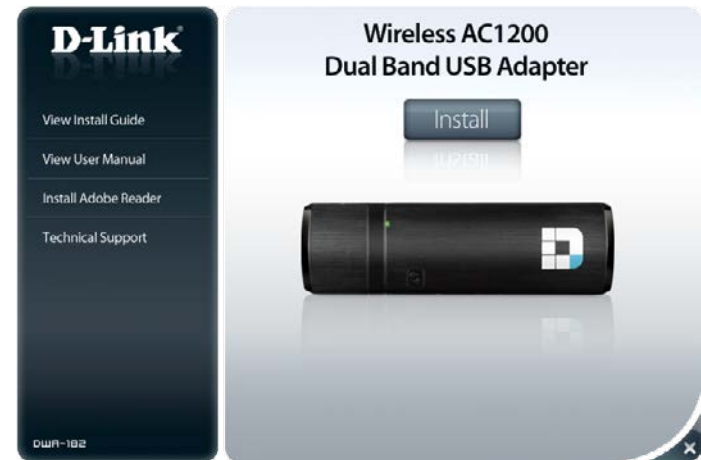 D-Link
View Install Guide
View User Manual
Install Adobe Reader
Technical Support
DWA-182
Wireless AC1200
Dual Band USB Adapter
Install